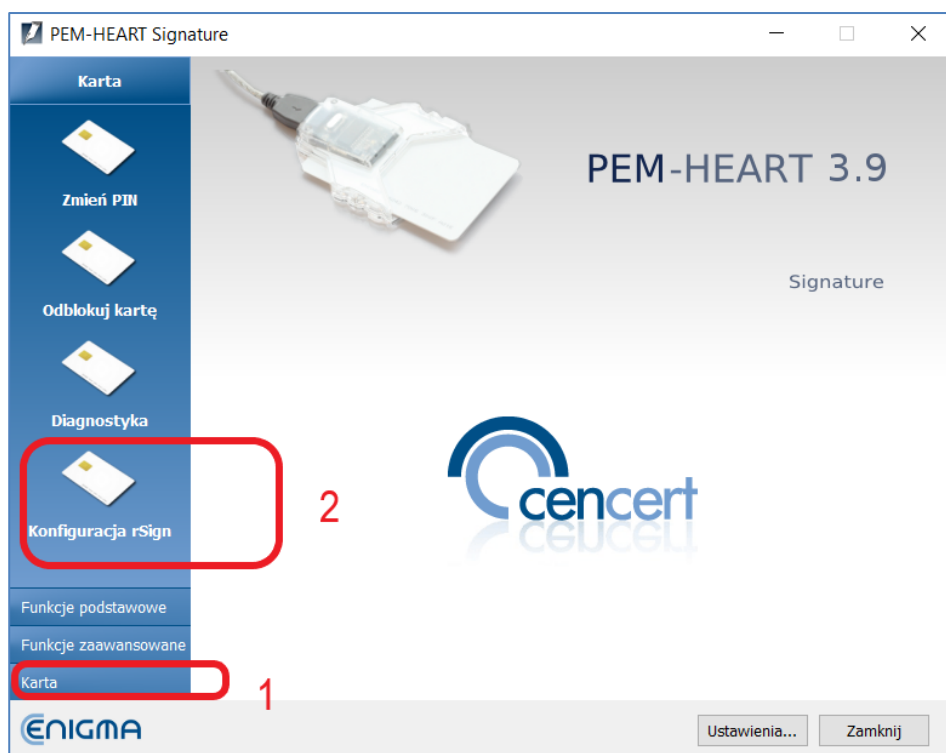 PEM-HEART Signature
Karta
Zmień PIN
Odblokuj kartę
Diagnostyka
Konfiguracja rSign
2
Funkcje podstawowe
Funkcje zaawansowane
Karta
1
PEM-HEART 3.9
Signature
cencert
ENIGMA
Ustawienia...
Zamknij